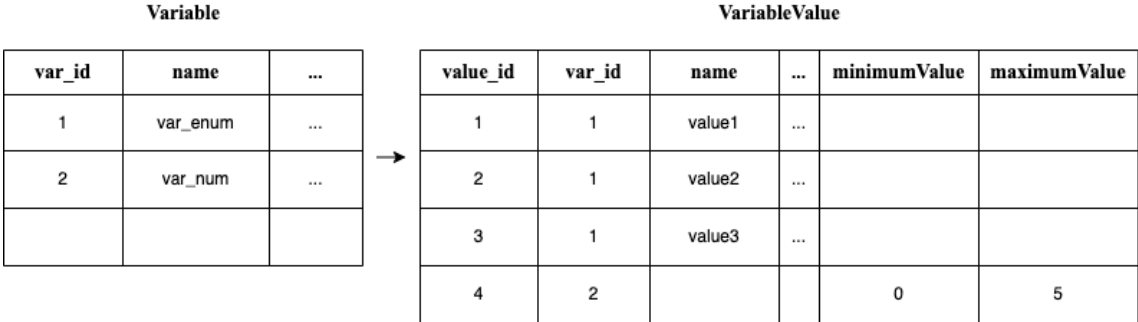 Variable
VariableValue
var_id name ...
1 var_enum ...
2 var_num ...
value_id var_id name ... minimumValue maximumValue
1 1 value1 ...
2 1 value2 ...
3 1 value3 ...
4 2 0 5